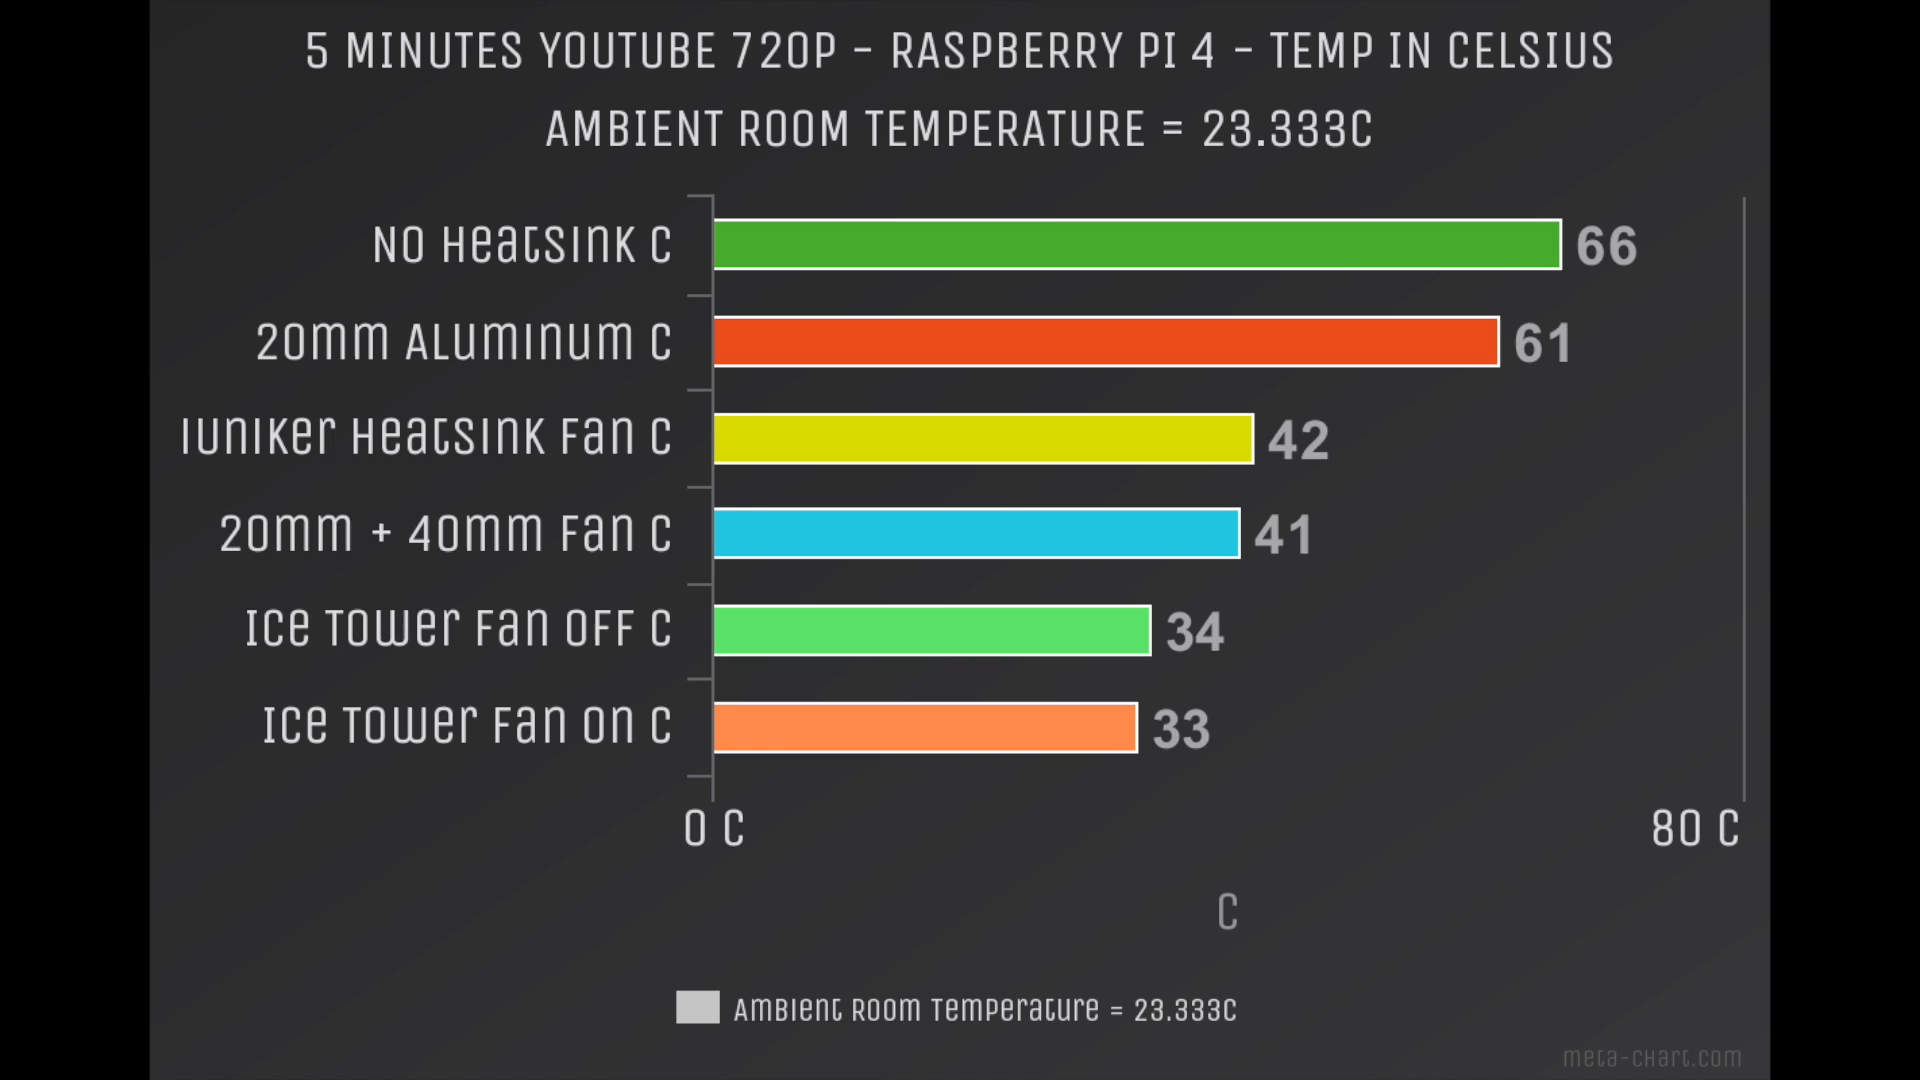 5 MINUTES YOUTUBE 720P - RASPBERRY PI 4 - TEMP IN CELSIUS
AMBIENT ROOM TEMPERATURE = 23.333C
No Heatsink C 66
20mm Aluminum C 61
Iuniker Heatsink Fan C 42
20mm + 40mm Fan C 41
Ice Tower Fan OFF C 34
Ice Tower Fan On C 33
0 C 80 C
C
Ambient Room Temperature = 23.333C
meta-chart.com